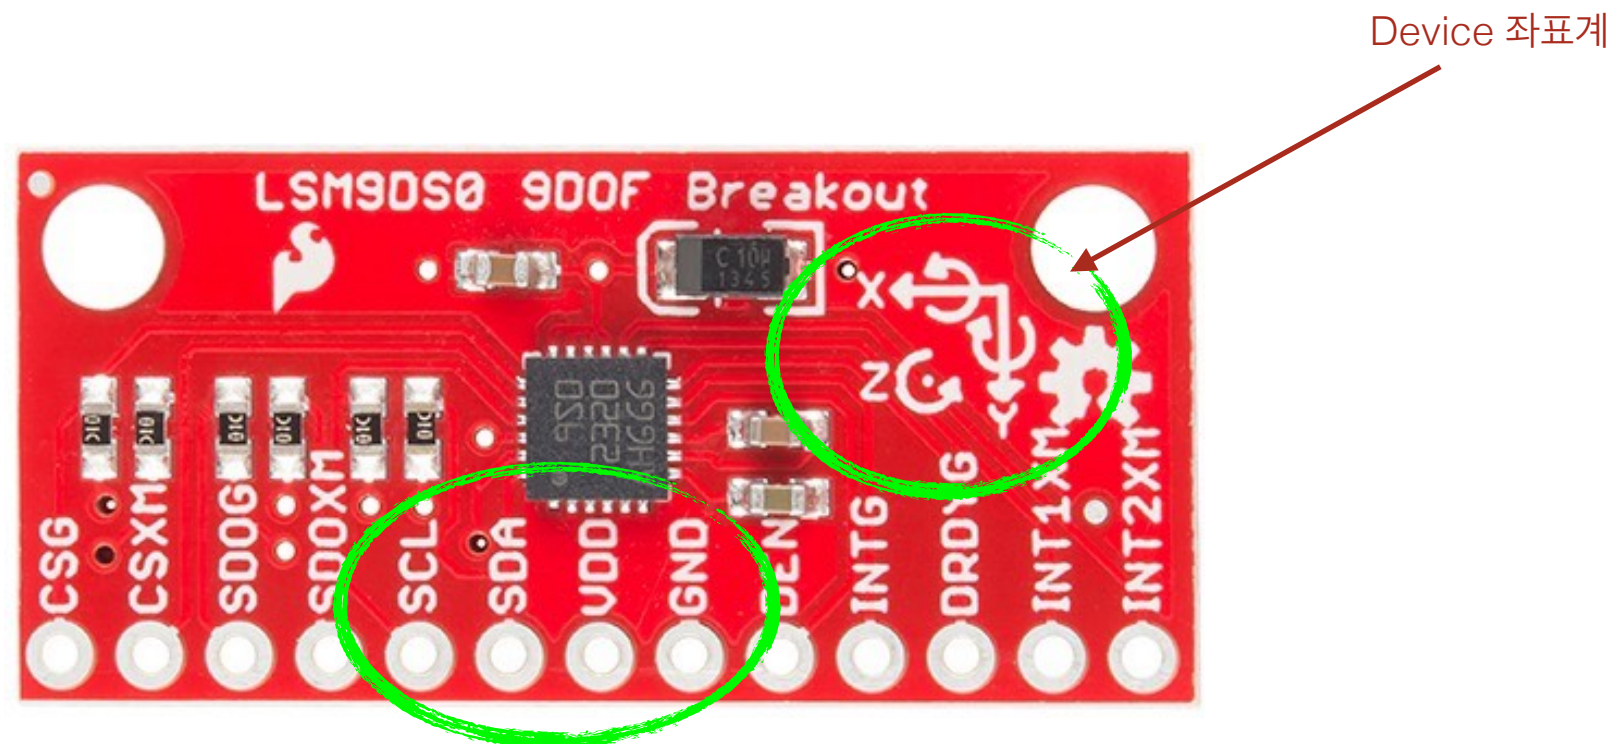 Device 좌표계
LSM9DS0 9DOF Breakout
C 10µ
1345
X
Z
Y
CSG
CSXM
SDOG
SDOXM
SCL
SDA
VDD
GND
DEN
INTG
DRDYG
INT1XM
INT2XM